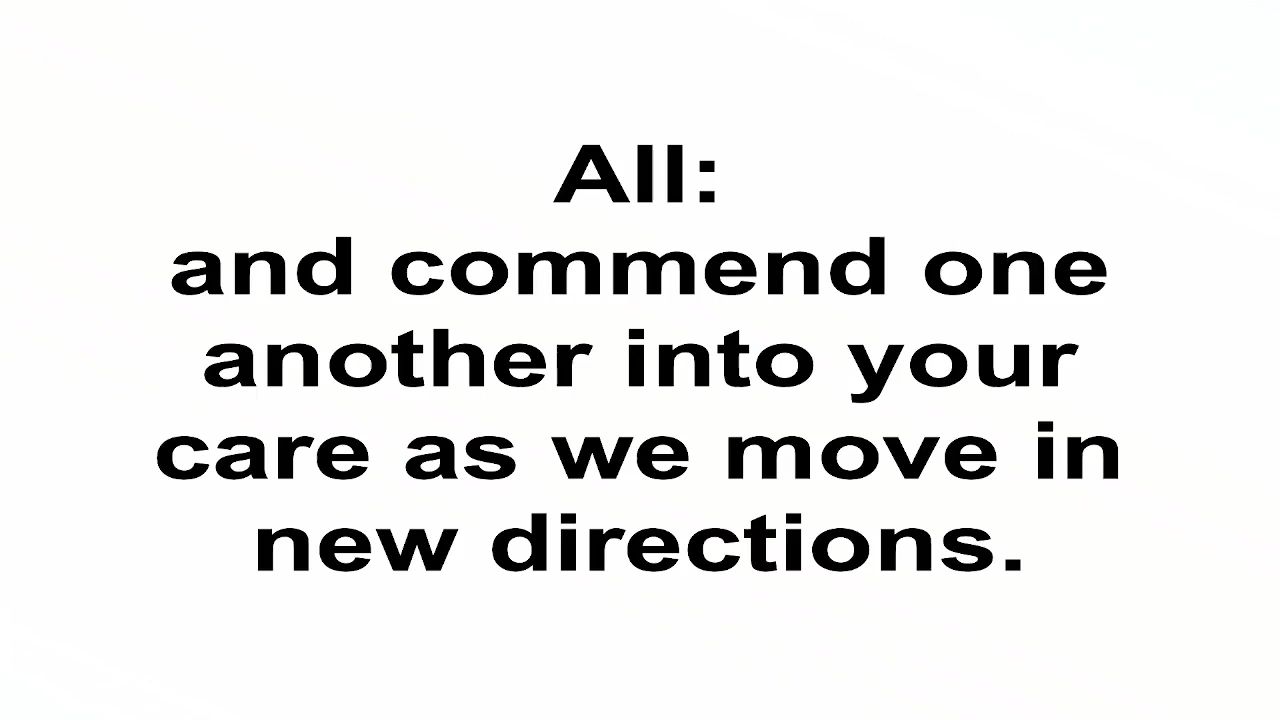 All:
and commend one
another into your
care as we move in
new directions.